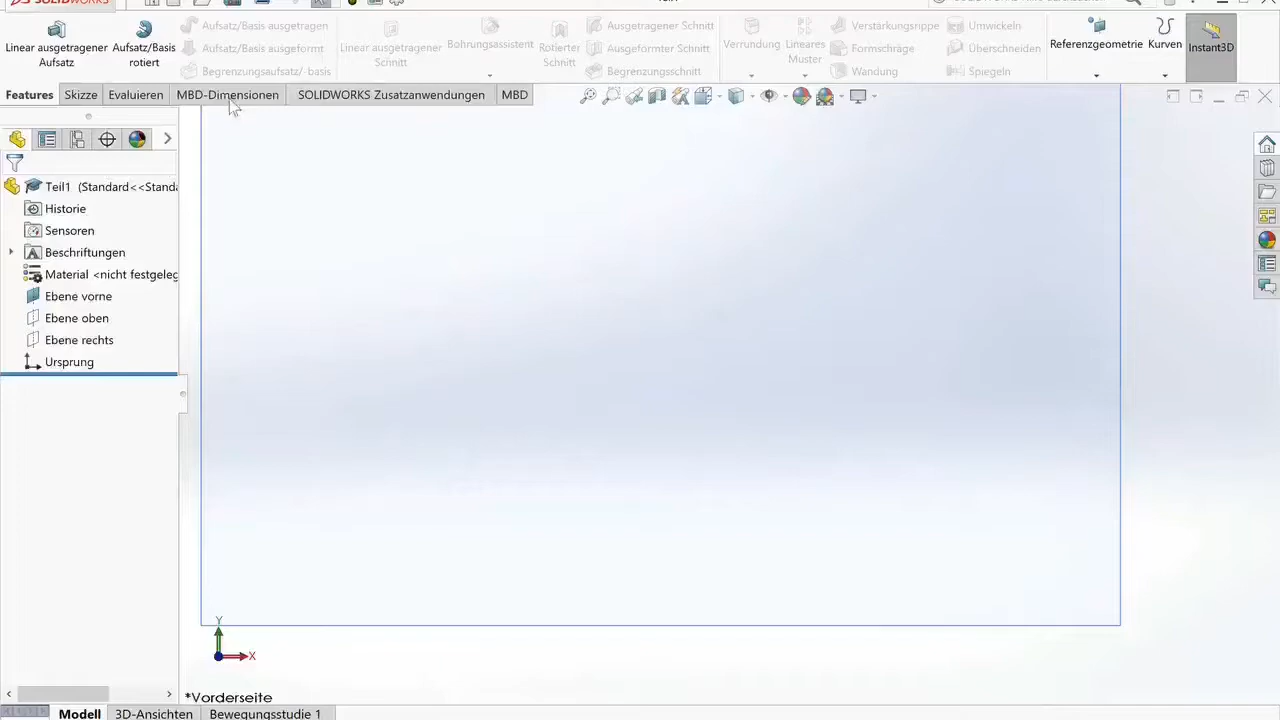 SOLIDWORKS
Linear ausgetragener Aufsatz
Aufsatz/Basis rotiert
Aufsatz/Basis ausgetragen
Aufsatz/Basis ausgeformt
Begrenzungsaufsatz/-basis
Linear ausgetragener Schnitt
Bohrungsassistent
Rotierter Schnitt
Ausgetragener Schnitt
Ausgeformter Schnitt
Begrenzungsschnitt
Verrundung
Lineares Muster
Verstärkungsrippe
Formschräge
Wandung
Umwickeln
Überschneiden
Spiegeln
Referenzgeometrie
Kurven
Instant3D
Features
Skizze
Evaluieren
MBD-Dimensionen
SOLIDWORKS Zusatzanwendungen
MBD
Teil1 (Standard<<Standa
Historie
Sensoren
Beschriftungen
Material <nicht festgeleg
Ebene vorne
Ebene oben
Ebene rechts
Ursprung
Y
X
*Vorderseite
Modell
3D-Ansichten
Bewegungsstudie 1